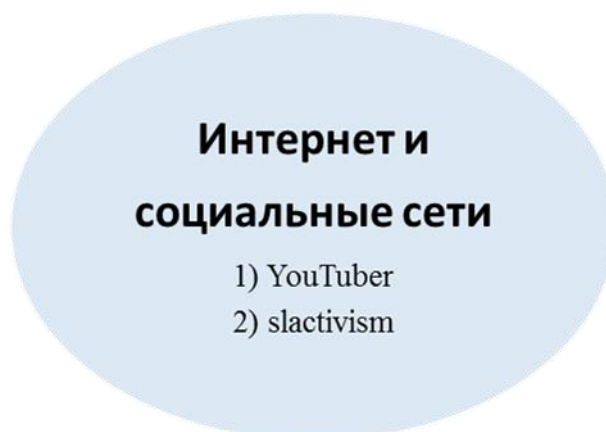 Интернет и
социальные сети
1) YouTuber
2) slactivism